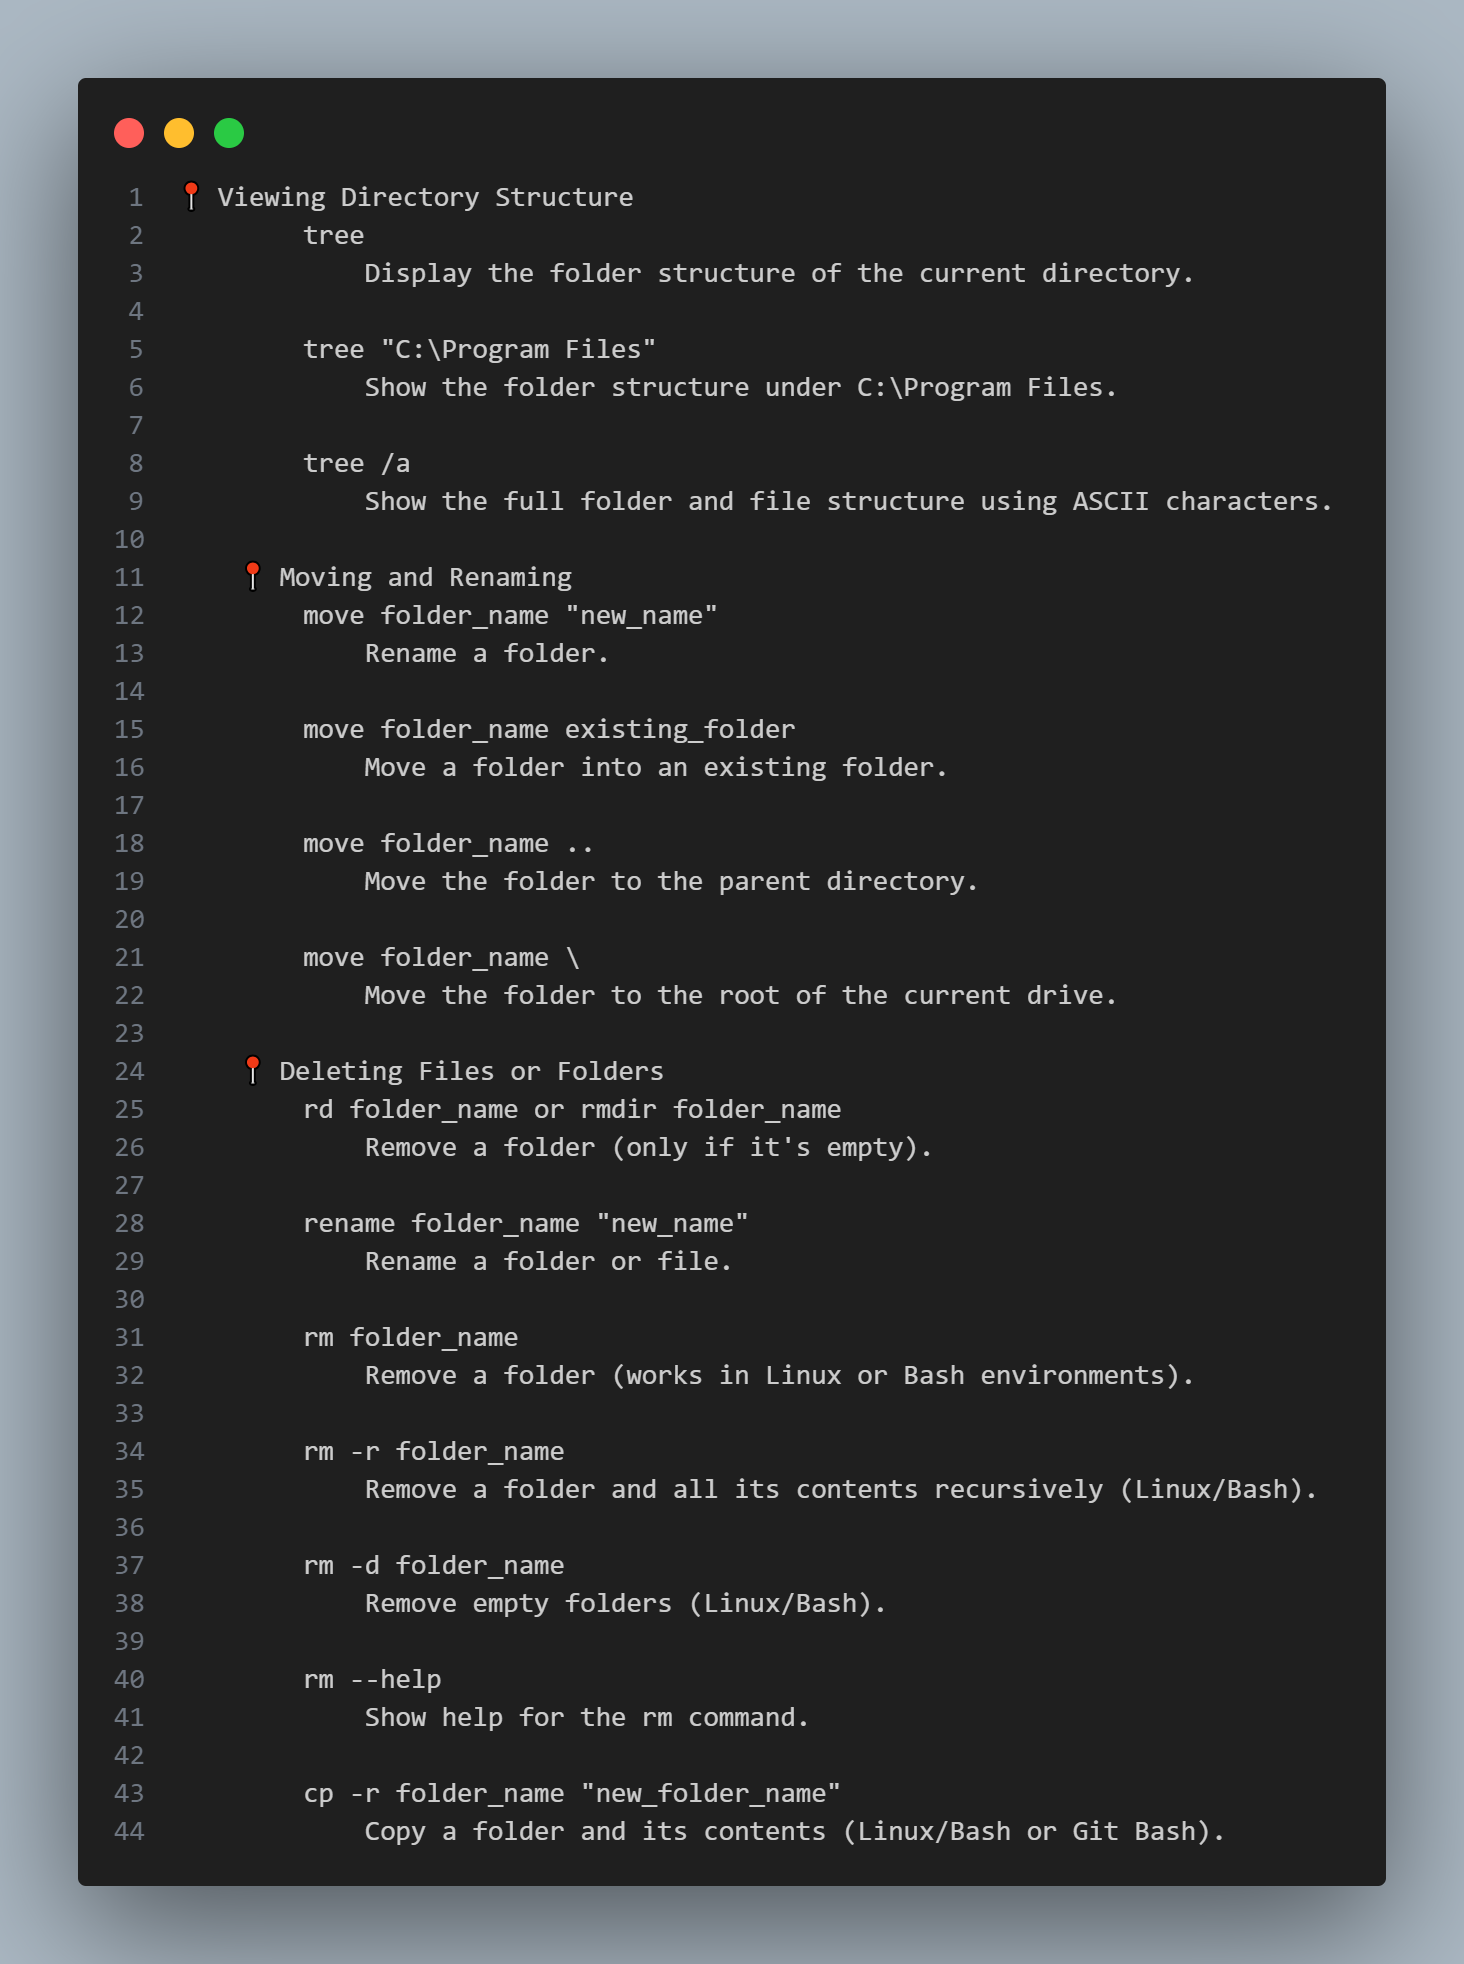 1 📍 Viewing Directory Structure
2 tree
3 Display the folder structure of the current directory.
4
5 tree "C:\Program Files"
6 Show the folder structure under C:\Program Files.
7
8 tree /a
9 Show the full folder and file structure using ASCII characters.
10
11 📍 Moving and Renaming
12 move folder_name "new_name"
13 Rename a folder.
14
15 move folder_name existing_folder
16 Move a folder into an existing folder.
17
18 move folder_name ..
19 Move the folder to the parent directory.
20
21 move folder_name \
22 Move the folder to the root of the current drive.
23
24 📍 Deleting Files or Folders
25 rd folder_name or rmdir folder_name
26 Remove a folder (only if it's empty).
27
28 rename folder_name "new_name"
29 Rename a folder or file.
30
31 rm folder_name
32 Remove a folder (works in Linux or Bash environments).
33
34 rm -r folder_name
35 Remove a folder and all its contents recursively (Linux/Bash).
36
37 rm -d folder_name
38 Remove empty folders (Linux/Bash).
39
40 rm --help
41 Show help for the rm command.
42
43 cp -r folder_name "new_folder_name"
44 Copy a folder and its contents (Linux/Bash or Git Bash).